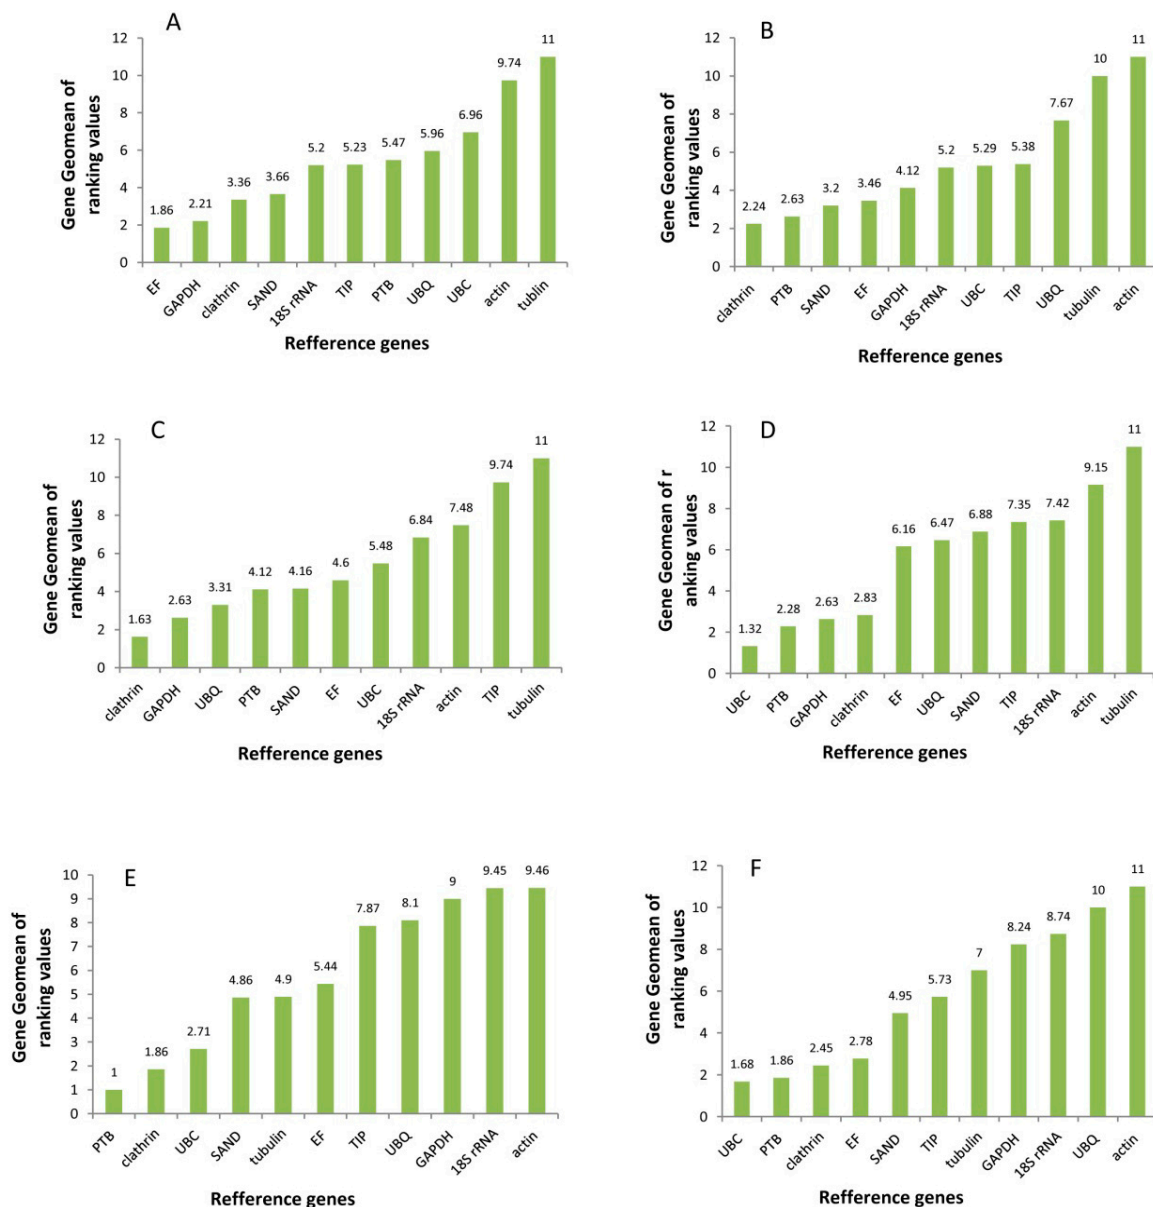 A
Gene Geomean of
ranking values
12
10
8
6
4
2
0
1.86
2.21
3.36
3.66
5.2
5.23
5.47
5.96
6.96
9.74
11
EF
GAPDH
clathrin
SAND
18S rRNA
TIP
PTB
UBQ
UBC
actin
tublin
Refference genes
B
Gene Geomean of
ranking values
12
10
8
6
4
2
0
2.24
2.63
3.2
3.46
4.12
5.2
5.29
5.38
7.67
10
11
clathrin
PTB
SAND
EF
GAPDH
18S rRNA
UBC
TIP
UBQ
tubulin
actin
Refference genes
C
Gene Geomean of
ranking values
12
10
8
6
4
2
0
1.63
2.63
3.31
4.12
4.16
4.6
5.48
6.84
7.48
9.74
11
clathrin
GAPDH
UBQ
PTB
SAND
EF
UBC
18S rRNA
actin
TIP
tubulin
Refference genes
D
Gene Geomean of r
anking values
12
10
8
6
4
2
0
1.32
2.28
2.63
2.83
6.16
6.47
6.88
7.35
7.42
9.15
11
UBC
PTB
GAPDH
clathrin
EF
UBQ
SAND
TIP
18S rRNA
actin
tubulin
Refference genes
E
Gene Geomean of
ranking values
10
9
8
7
6
5
4
3
2
1
0
1
1.86
2.71
4.86
4.9
5.44
7.87
8.1
9
9.45
9.46
PTB
clathrin
UBC
SAND
tubulin
EF
TIP
UBQ
GAPDH
18S rRNA
actin
Refference genes
F
Gene Geomean of
ranking values
12
10
8
6
4
2
0
1.68
1.86
2.45
2.78
4.95
5.73
7
8.24
8.74
10
11
UBC
PTB
clathrin
EF
SAND
TIP
tubulin
GAPDH
18S rRNA
UBQ
actin
Refference genes